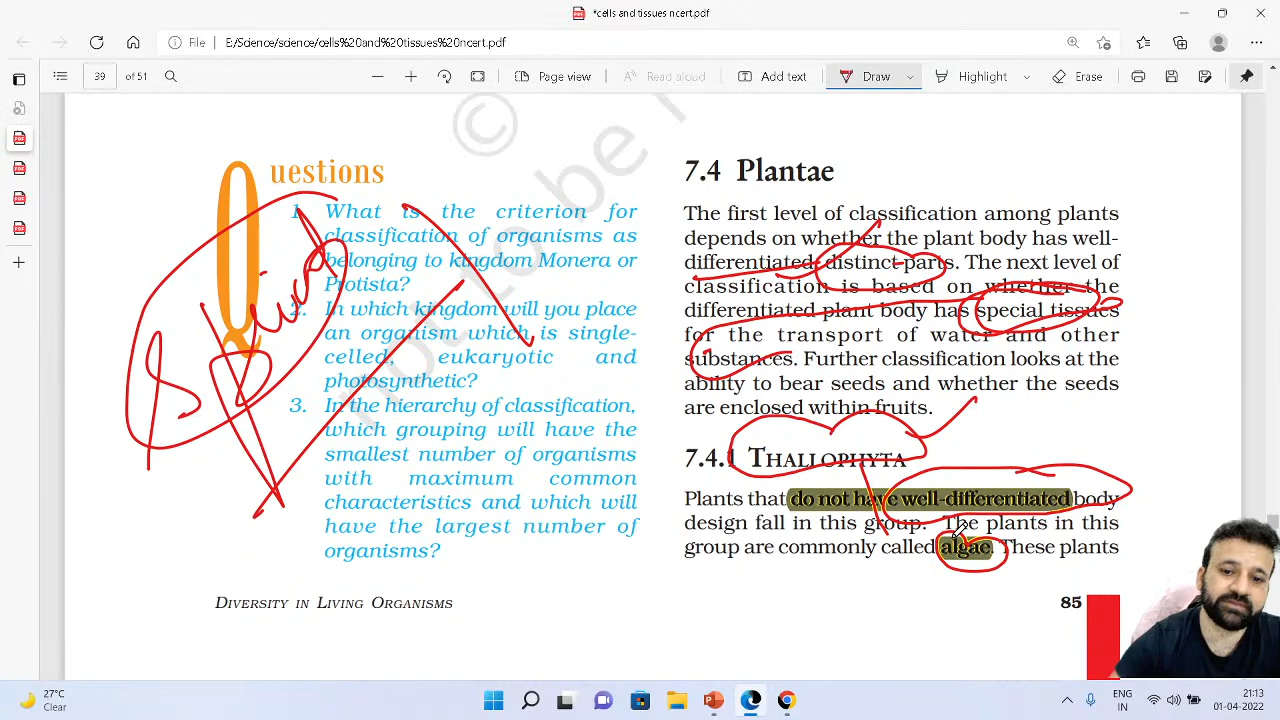 *cells and tissues ncert.pdf
File
E:/Science/science/cells%20and%20tissues%20ncert.pdf
39 of 51
Page view
Read aloud
Add text
Draw
Highlight
Erase
© not to be r
Questions
1. What is the criterion for
classification of organisms as
belonging to kingdom Monera or
Protista?
2. In which kingdom will you place
an organism which is single-
celled, eukaryotic and
photosynthetic?
3. In the hierarchy of classification,
which grouping will have the
smallest number of organisms
with maximum common
characteristics and which will
have the largest number of
organisms?
DIVERSITY IN LIVING ORGANISMS
7.4 Plantae
The first level of classification among plants
depends on whether the plant body has well-
differentiated, distinct parts. The next level of
classification is based on whether the
differentiated plant body has special tissues
for the transport of water and other
substances. Further classification looks at the
ability to bear seeds and whether the seeds
are enclosed within fruits.
7.4.1 THALLOPHYTA
Plants that do not have well-differentiated body
design fall in this group. The plants in this
group are commonly called algae. These plants
85
27°C
Clear
ENG
IN
21:13
01-04-2022